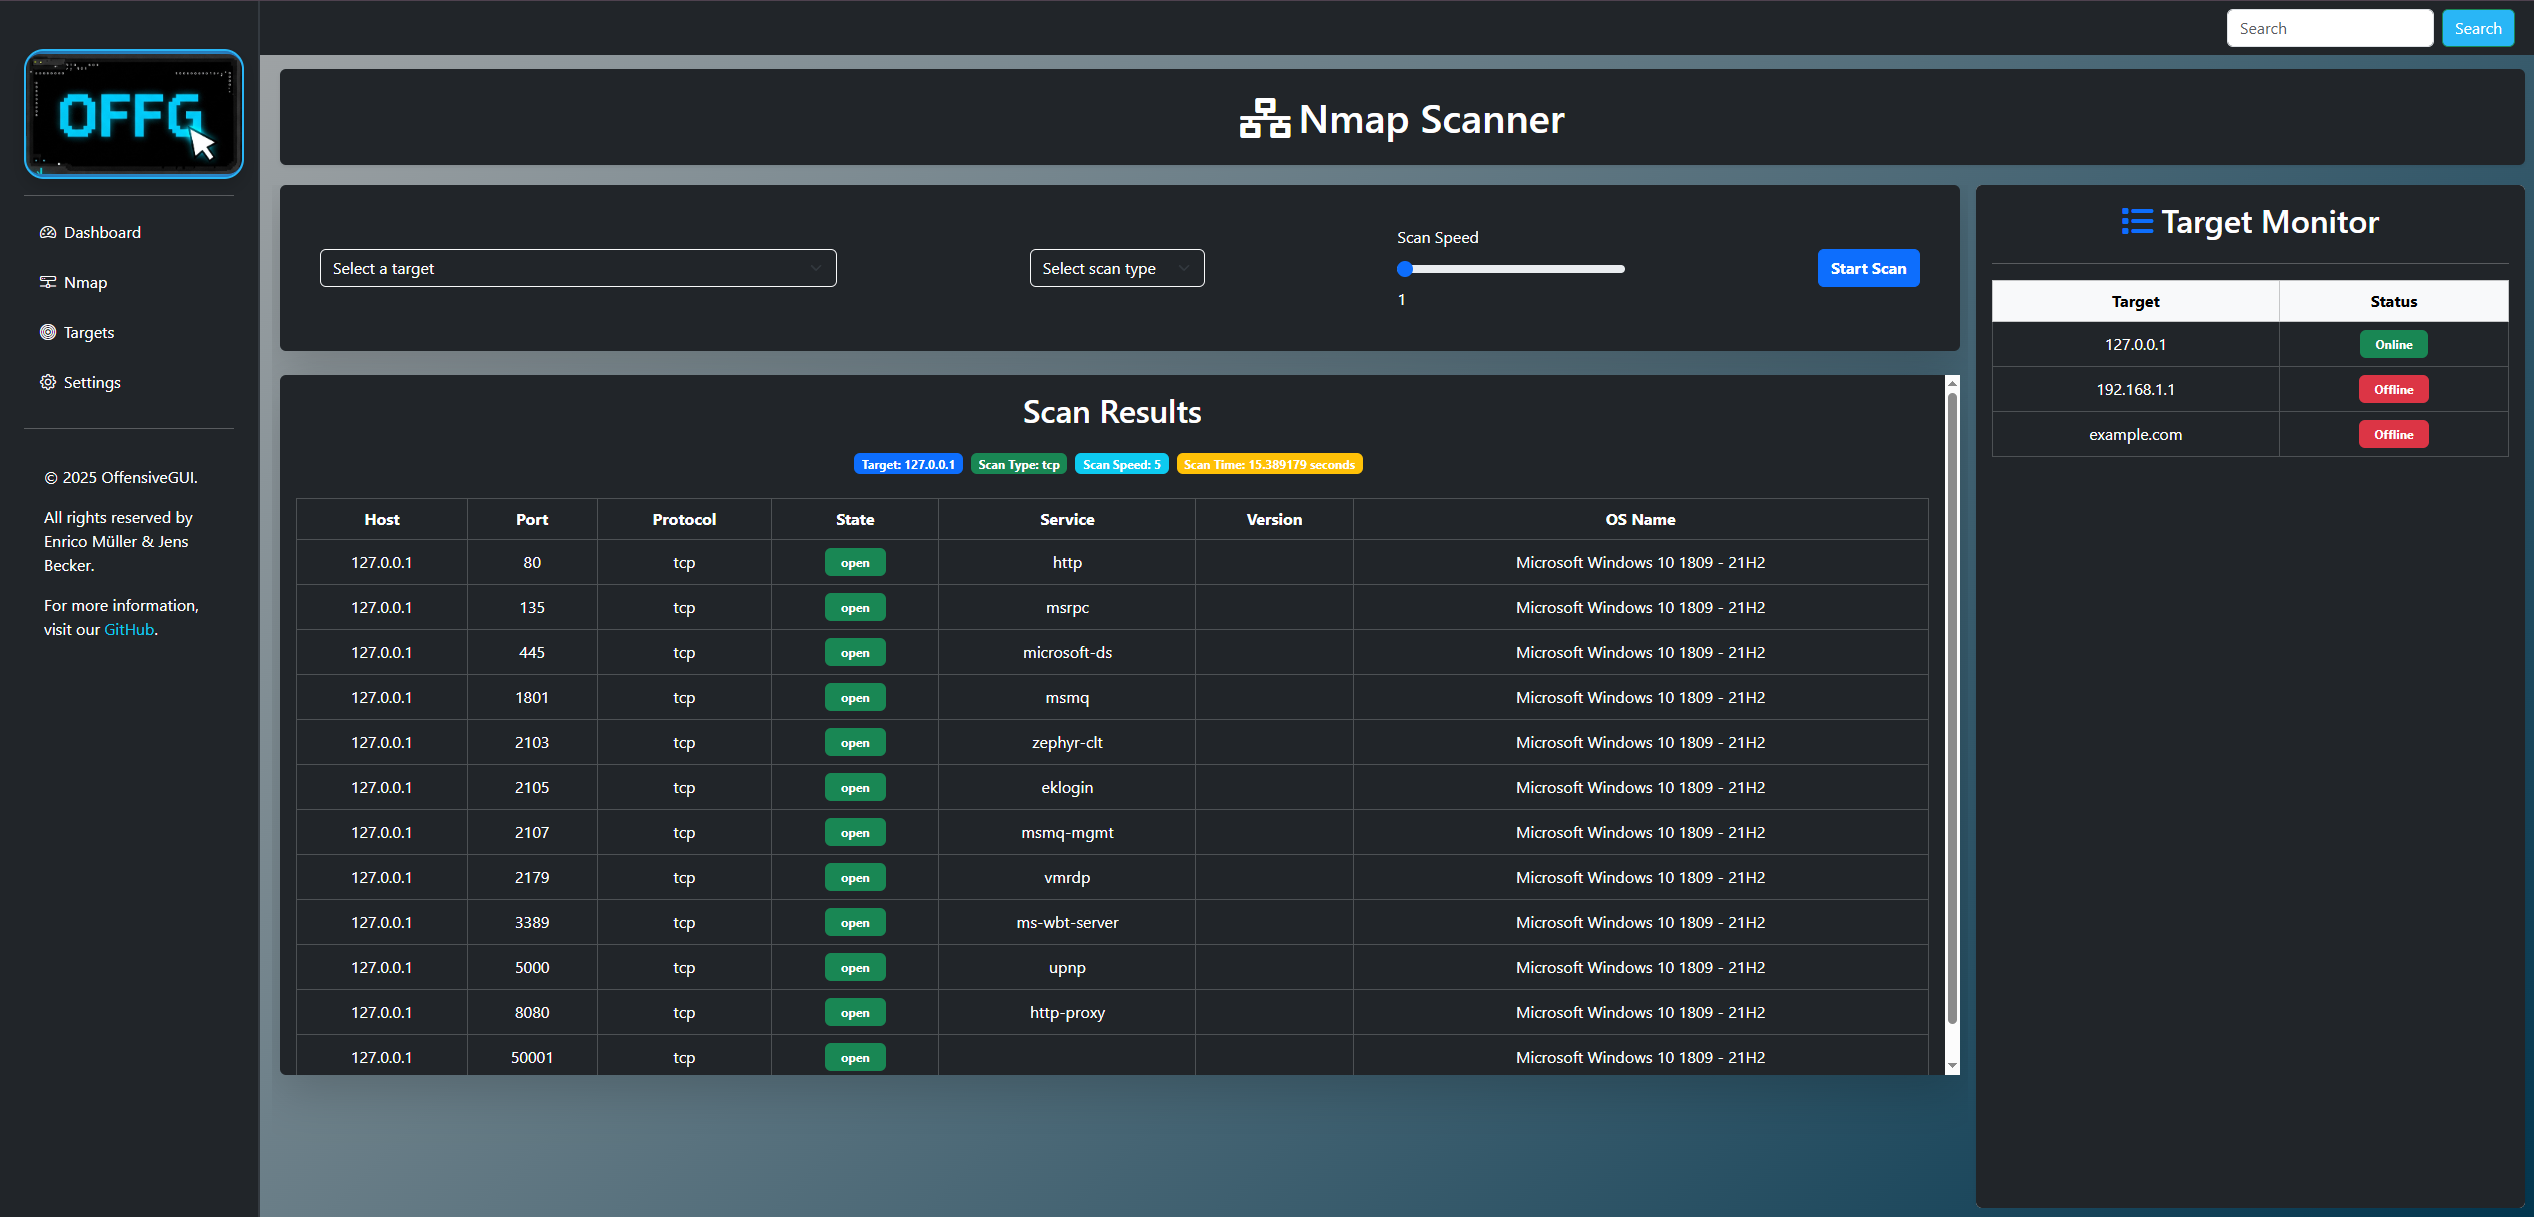 Search
Search
OFFG
Dashboard
Nmap
Targets
Settings
© 2025 OffensiveGUI.
All rights reserved by
Enrico Müller & Jens
Becker.
For more information,
visit our GitHub.
Nmap Scanner
Select a target
Select scan type
Scan Speed
1
Start Scan
Scan Results
Target: 127.0.0.1 Scan Type: tcp Scan Speed: 5 Scan Time: 15.389179 seconds
Host Port Protocol State Service Version OS Name
127.0.0.1 80 tcp open http Microsoft Windows 10 1809 - 21H2
127.0.0.1 135 tcp open msrpc Microsoft Windows 10 1809 - 21H2
127.0.0.1 445 tcp open microsoft-ds Microsoft Windows 10 1809 - 21H2
127.0.0.1 1801 tcp open msmq Microsoft Windows 10 1809 - 21H2
127.0.0.1 2103 tcp open zephyr-clt Microsoft Windows 10 1809 - 21H2
127.0.0.1 2105 tcp open eklogin Microsoft Windows 10 1809 - 21H2
127.0.0.1 2107 tcp open msmq-mgmt Microsoft Windows 10 1809 - 21H2
127.0.0.1 2179 tcp open vmrdp Microsoft Windows 10 1809 - 21H2
127.0.0.1 3389 tcp open ms-wbt-server Microsoft Windows 10 1809 - 21H2
127.0.0.1 5000 tcp open upnp Microsoft Windows 10 1809 - 21H2
127.0.0.1 8080 tcp open http-proxy Microsoft Windows 10 1809 - 21H2
127.0.0.1 50001 tcp open Microsoft Windows 10 1809 - 21H2
Target Monitor
Target Status
127.0.0.1 Online
192.168.1.1 Offline
example.com Offline